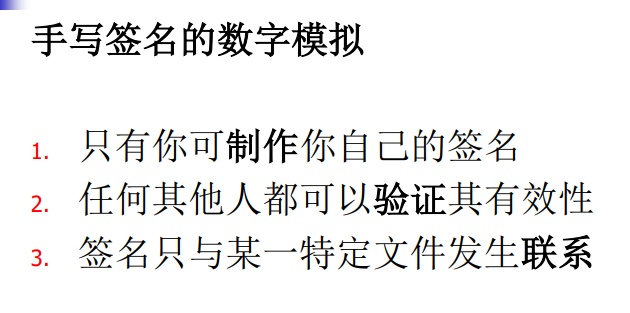 手写签名的数字模拟
1. 只有你可制作你自己的签名
2. 任何其他人都可以验证其有效性
3. 签名只与某一特定文件发生联系